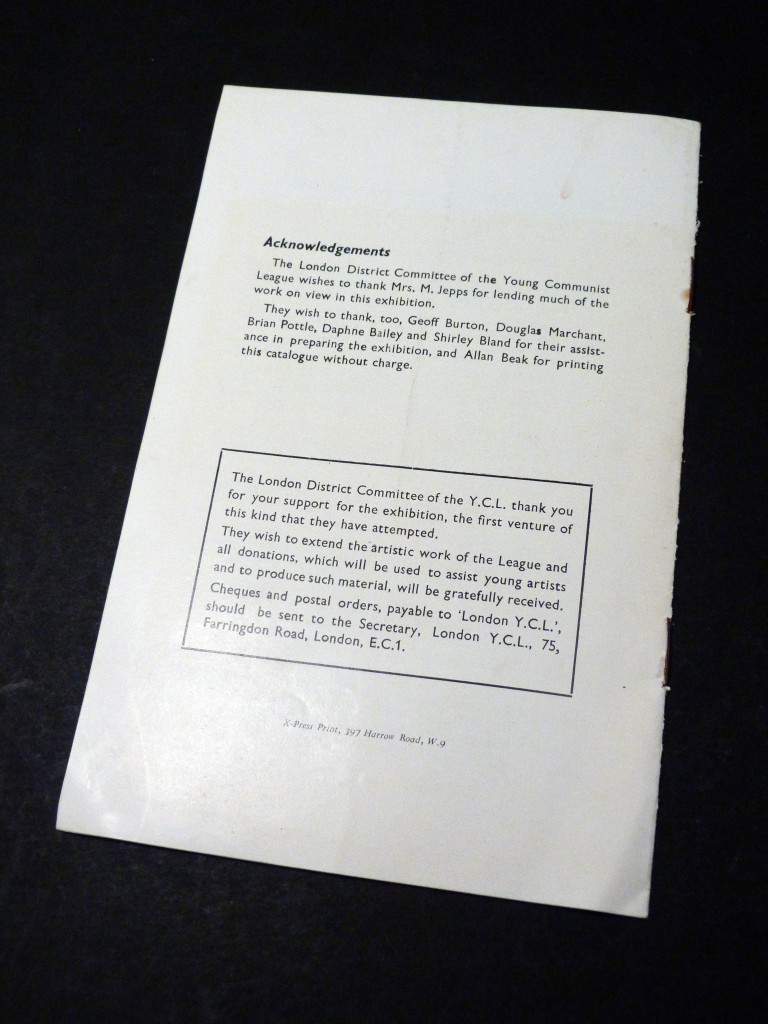 Acknowledgements
The London District Committee of the Young Communist
League wishes to thank Mrs. M. Jepps for lending much of the
work on view in this exhibition.
They wish to thank, too, Geoff Burton, Douglas Marchant,
Brian Pottle, Daphne Bailey and Shirley Bland for their assist-
ance in preparing the exhibition, and Allan Beak for printing
this catalogue without charge.
The London District Committee of the Y.C.L. thank you
for your support for the exhibition, the first venture of
this kind that they have attempted.
They wish to extend the artistic work of the League and
all donations, which will be used to assist young artists
and to produce such material, will be gratefully received.
Cheques and postal orders, payable to 'London Y.C.L.',
should be sent to the Secretary, London Y.C.L., 75,
Farringdon Road, London, E.C.1.
X-Press Print, 397 Harrow Road, W.9